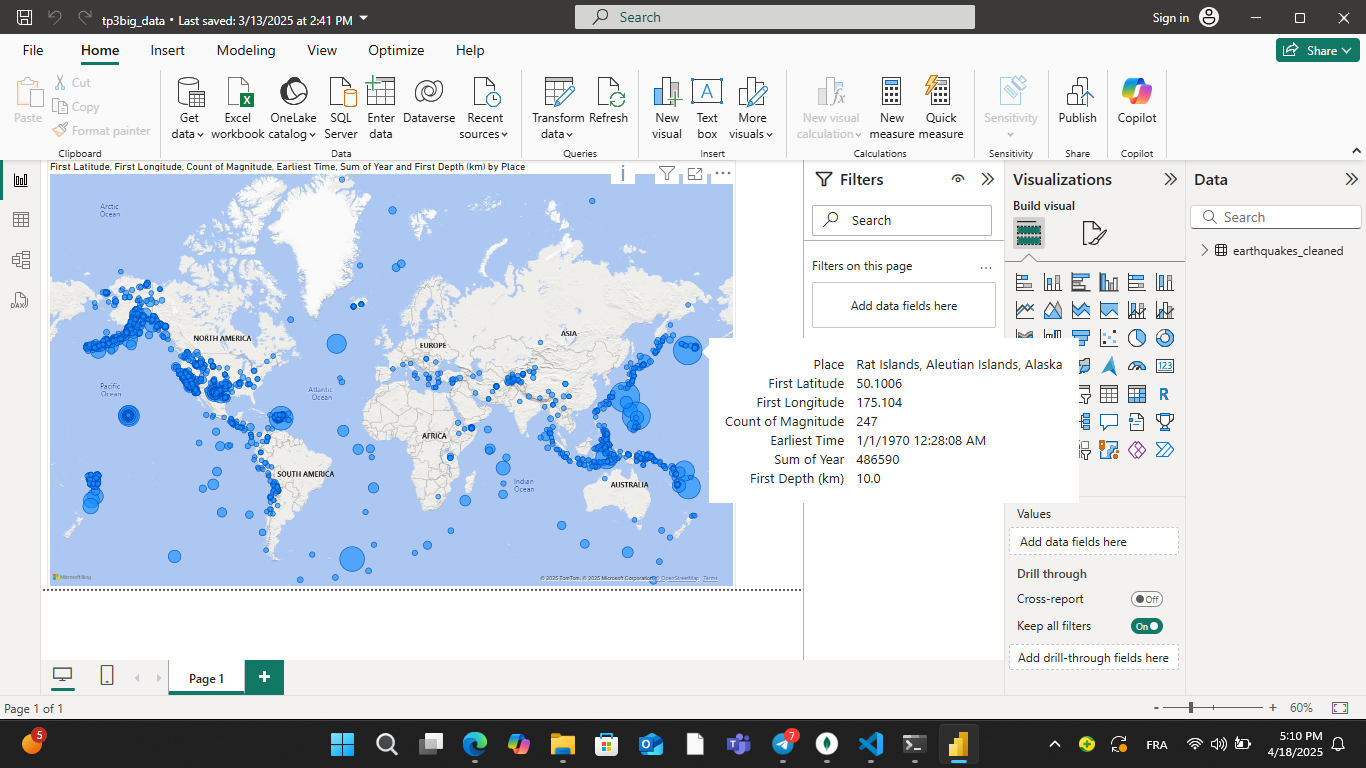 tp3big_data • Last saved: 3/13/2025 at 2:41 PM
Search
Sign in
File Home Insert Modeling View Optimize Help
Share
Paste
Cut
Copy
Format painter
Clipboard
Get data
Excel workbook
OneLake catalog
SQL Server
Enter data
Dataverse
Recent sources
Data
Transform data
Refresh
Queries
New visual
Text box
More visuals
Insert
New visual calculation
New measure
Quick measure
Calculations
Sensitivity
Sensitivity
Publish
Share
Copilot
Copilot
First Latitude, First Longitude, Count of Magnitude, Earliest Time, Sum of Year and First Depth (km) by Place
Arctic
Ocean
NORTH AMERICA
EUROPE
ASIA
Pacific
Ocean
Atlantic
Ocean
AFRICA
SOUTH AMERICA
Indian
Ocean
AUSTRALIA
Microsoft Bing
© 2025 TomTom, © 2025 Microsoft Corporation, © OpenStreetMap Terms
Place Rat Islands, Aleutian Islands, Alaska
First Latitude 50.1006
First Longitude 175.104
Count of Magnitude 247
Earliest Time 1/1/1970 12:28:08 AM
Sum of Year 486590
First Depth (km) 10.0
Filters
Search
Filters on this page
Add data fields here
Visualizations
Build visual
123
R
Values
Add data fields here
Drill through
Cross-report Off
Keep all filters On
Add drill-through fields here
Data
Search
earthquakes_cleaned
DAX
Page 1
Page 1 of 1
- + 60%
5
7
FRA
5:10 PM
4/18/2025